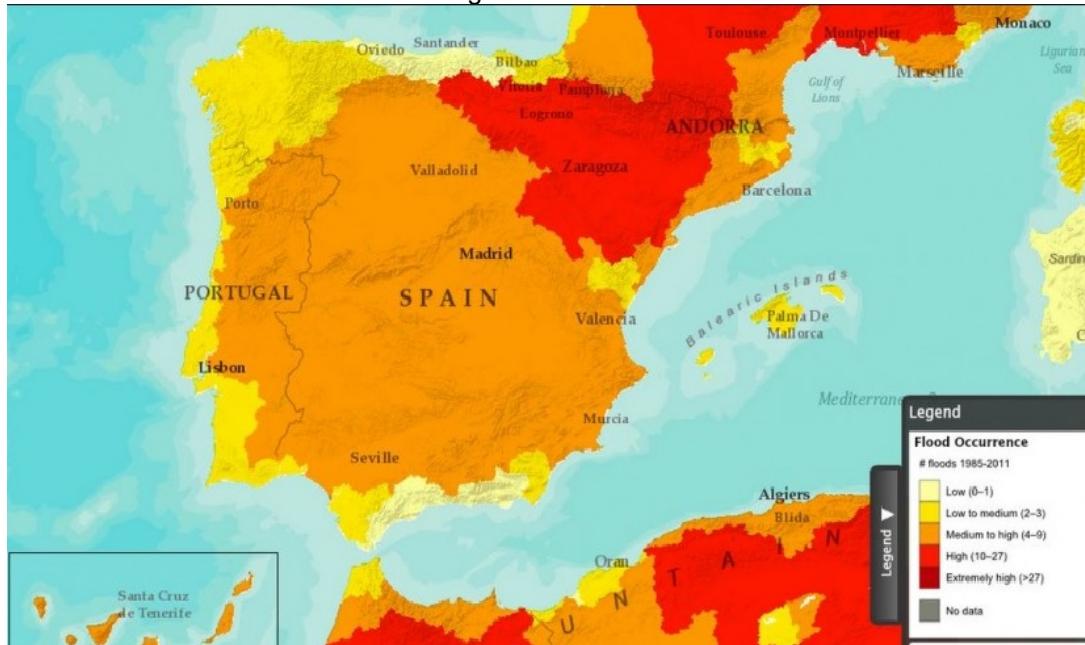 Monaco
Toulouse
Montpellier
Santander
Oviedo
Ligurian
Sea
Bilbao
Marseille
Vitoria
Pamplona
Gulf of
Lions
Logrono
ANDORRA
Zaragoza
Valladolid
Barcelona
Porto
Madrid
PORTUGAL
SPAIN
Balearic Islands
Valencia
Palma De
Mallorca
Lisbon
Murcia
Seville
Algiers
Blida
Oran
Santa Cruz
de Tenerife
Legend
Flood Occurrence
# floods 1985-2011
Low (0–1)
Low to medium (2–3)
Medium to high (4–9)
High (10–27)
Extremely high (>27)
No data
Legend